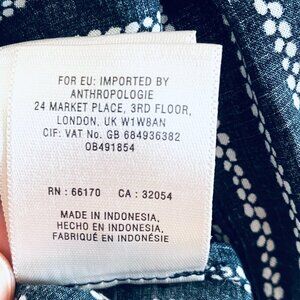 FOR EU: IMPORTED BY
ANTHROPOLOGIE
24 MARKET PLACE, 3RD FLOOR,
LONDON, UK W1W8AN
CIF: VAT No. GB 684936382
OB491854
RN : 66170 CA : 32054
MADE IN INDONESIA,
HECHO EN INDONESIA,
FABRIQUÉ EN INDONÉSIE